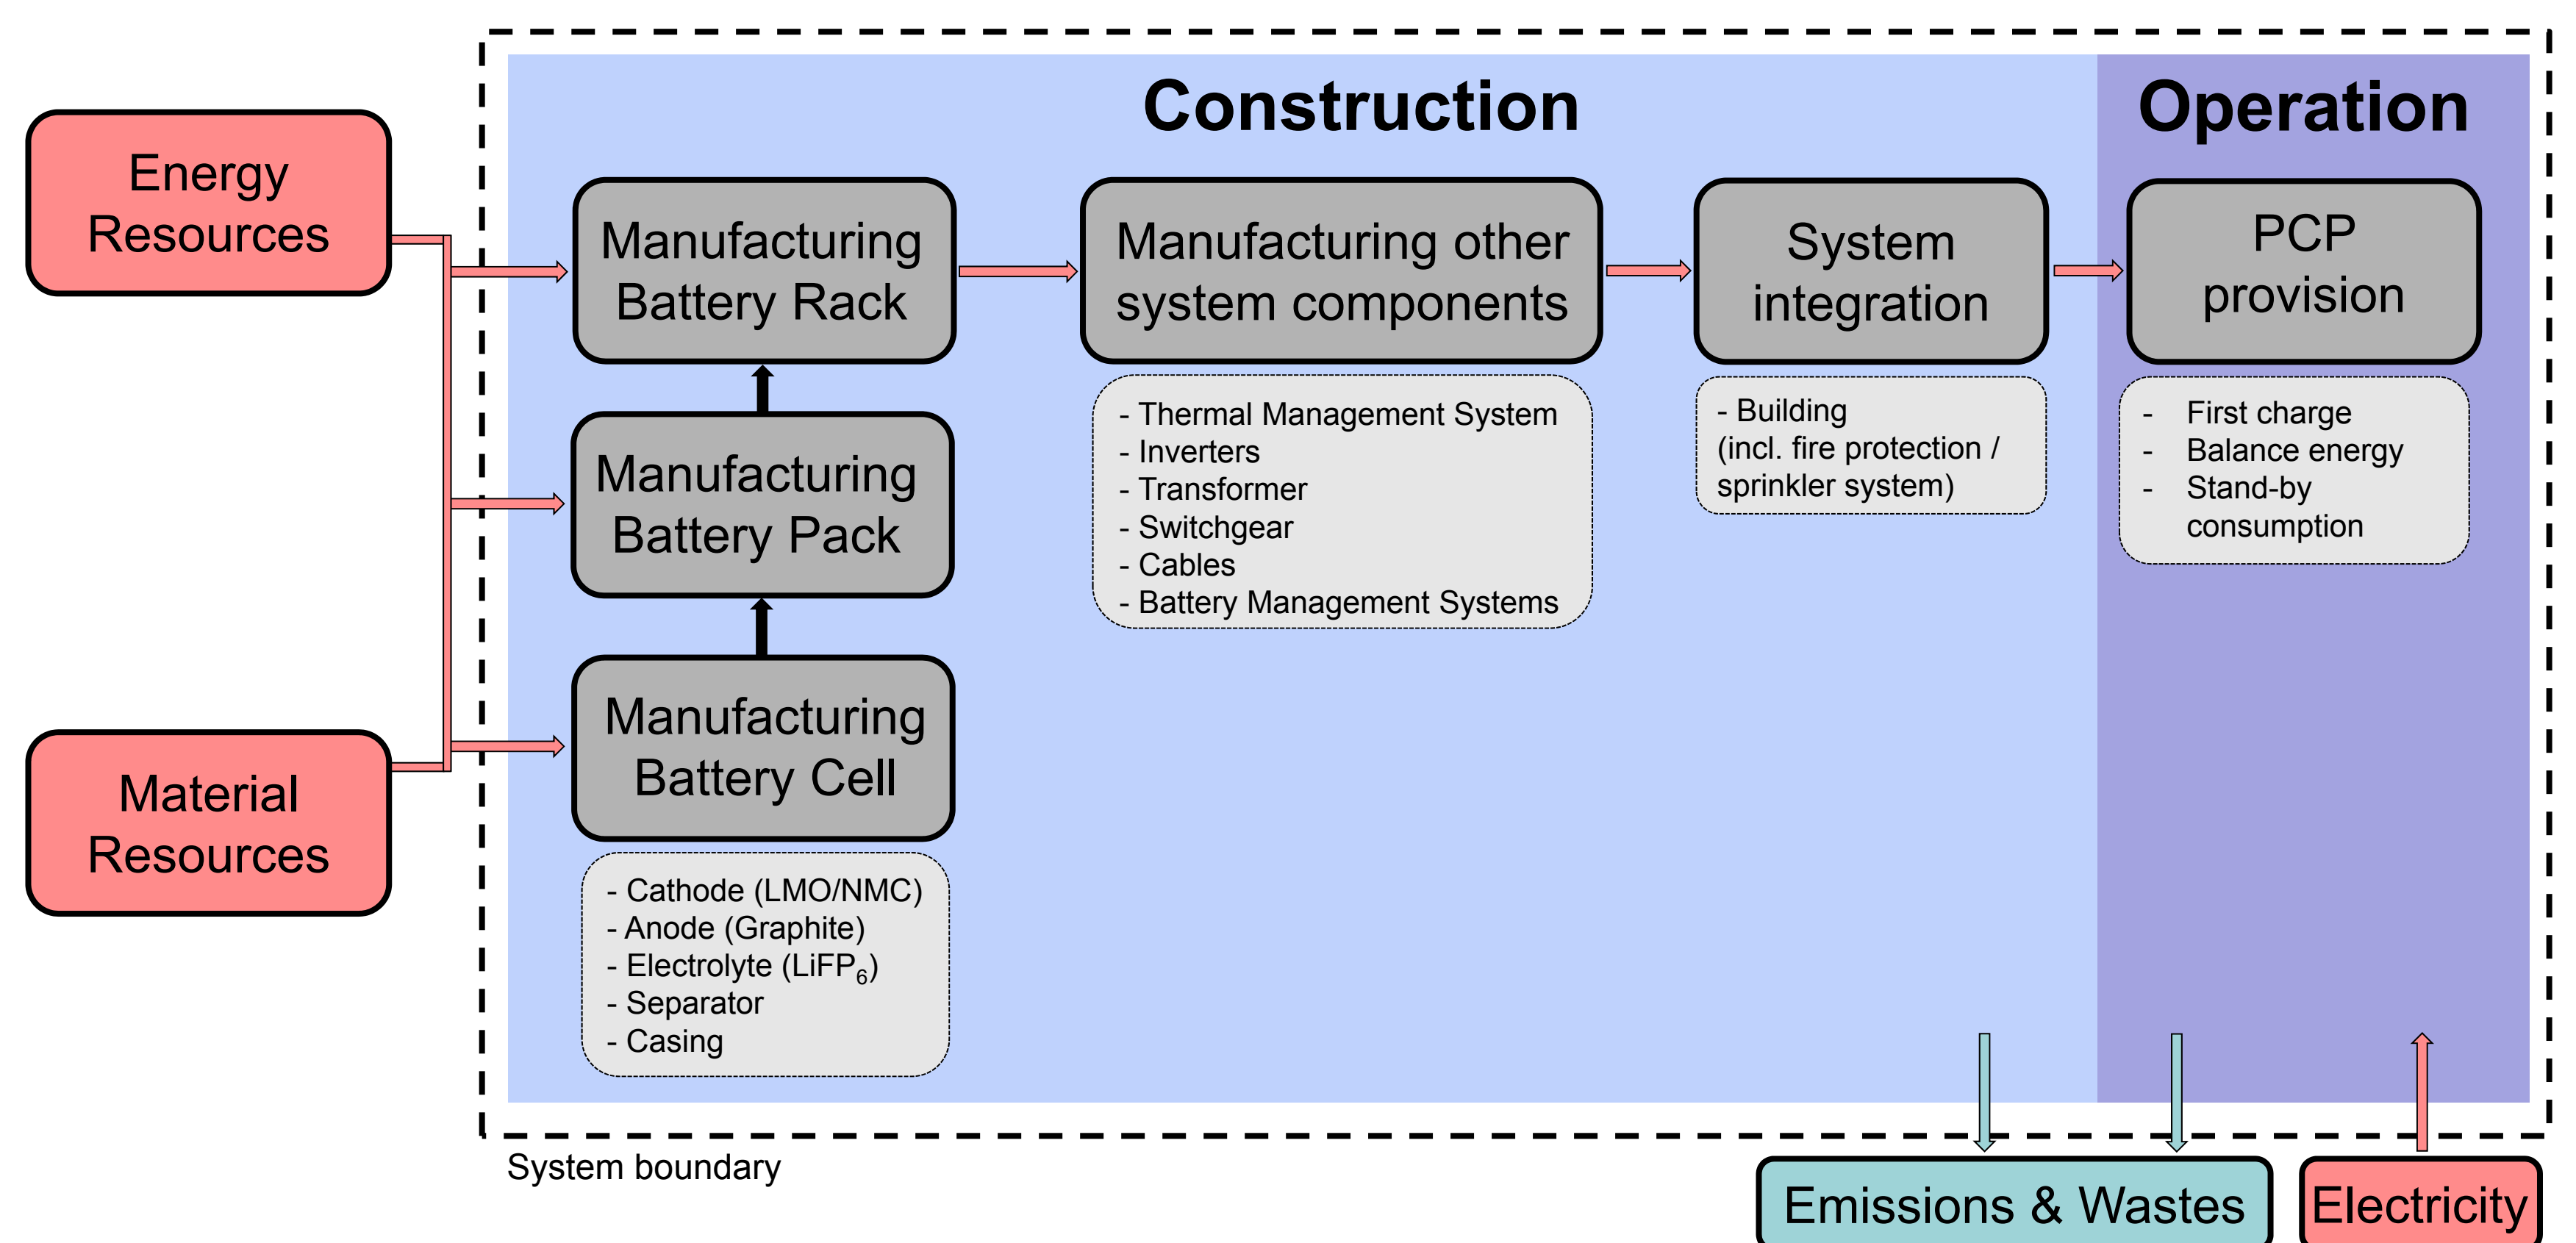 Construction
Operation
Energy
Resources
Manufacturing
Battery Rack
Manufacturing other
system components
System
integration
PCP
provision
- Thermal Management System
- Inverters
- Transformer
- Switchgear
- Cables
- Battery Management Systems
- Building
(incl. fire protection /
sprinkler system)
- First charge
- Balance energy
- Stand-by
consumption
Manufacturing
Battery Pack
Material
Resources
Manufacturing
Battery Cell
- Cathode (LMO/NMC)
- Anode (Graphite)
- Electrolyte (LiFP₆)
- Separator
- Casing
System boundary
Emissions & Wastes
Electricity